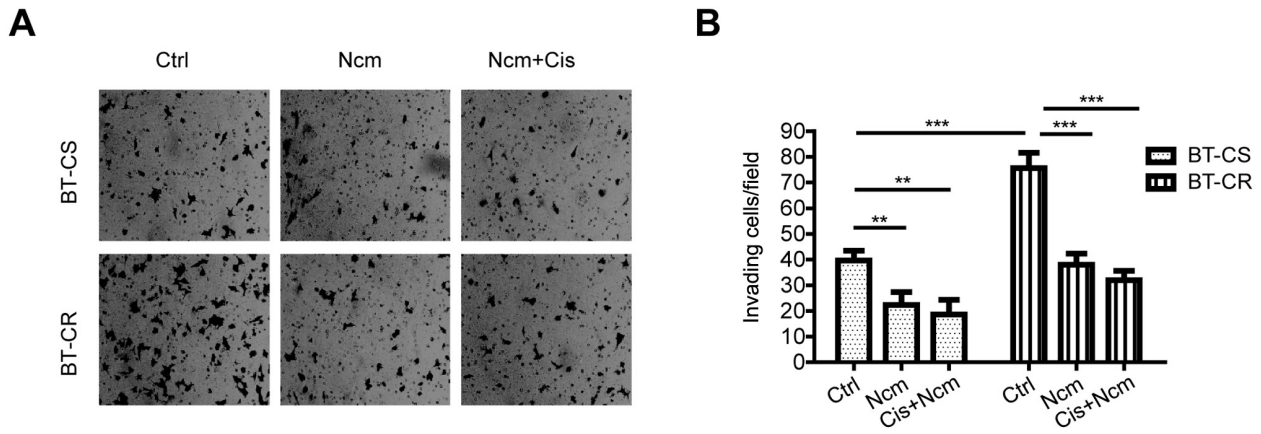 A
Ctrl Ncm Ncm+Cis
BT-CS
BT-CR
B
Invading cells/field
90
80
70
60
50
40
30
20
10
0
***
***
***
**
**
BT-CS
BT-CR
Ctrl Ncm Cis+Ncm Ctrl Ncm Cis+Ncm